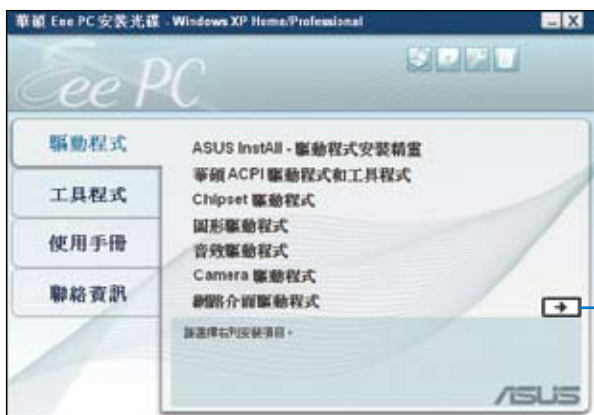 華碩 Eee PC 安裝光碟 - Windows XP Home/Professional
Eee PC
驅動程式
工具程式
使用手冊
聯絡資訊
ASUS InstAll - 驅動程式安裝精靈
華碩 ACPI 驅動程式和工具程式
Chipset 驅動程式
圖形驅動程式
音效驅動程式
Camera 驅動程式
網路介面驅動程式
請選擇右列安裝項目。
ASUS